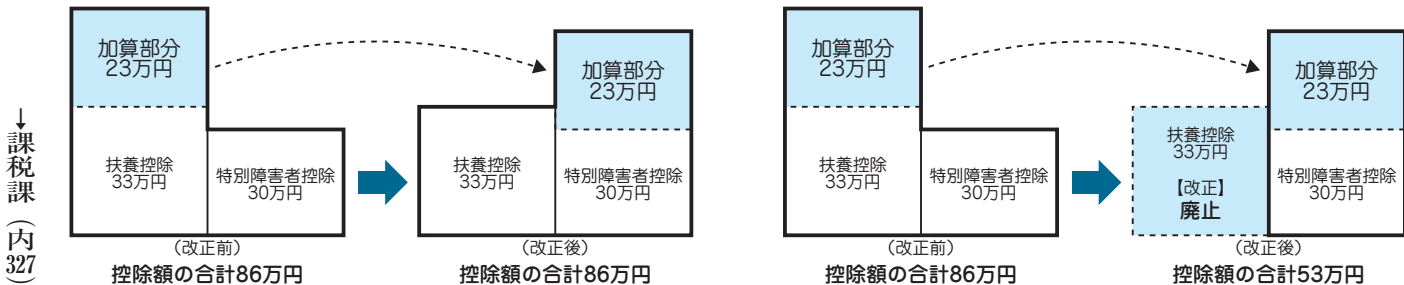 →課税課(内327)
加算部分
23万円
扶養控除
33万円
特別障害者控除
30万円
(改正前)
控除額の合計86万円
加算部分
23万円
扶養控除
33万円
特別障害者控除
30万円
(改正後)
控除額の合計86万円
加算部分
23万円
扶養控除
33万円
特別障害者控除
30万円
(改正前)
控除額の合計86万円
加算部分
23万円
扶養控除
33万円
【改正】
廃止
特別障害者控除
30万円
(改正後)
控除額の合計53万円